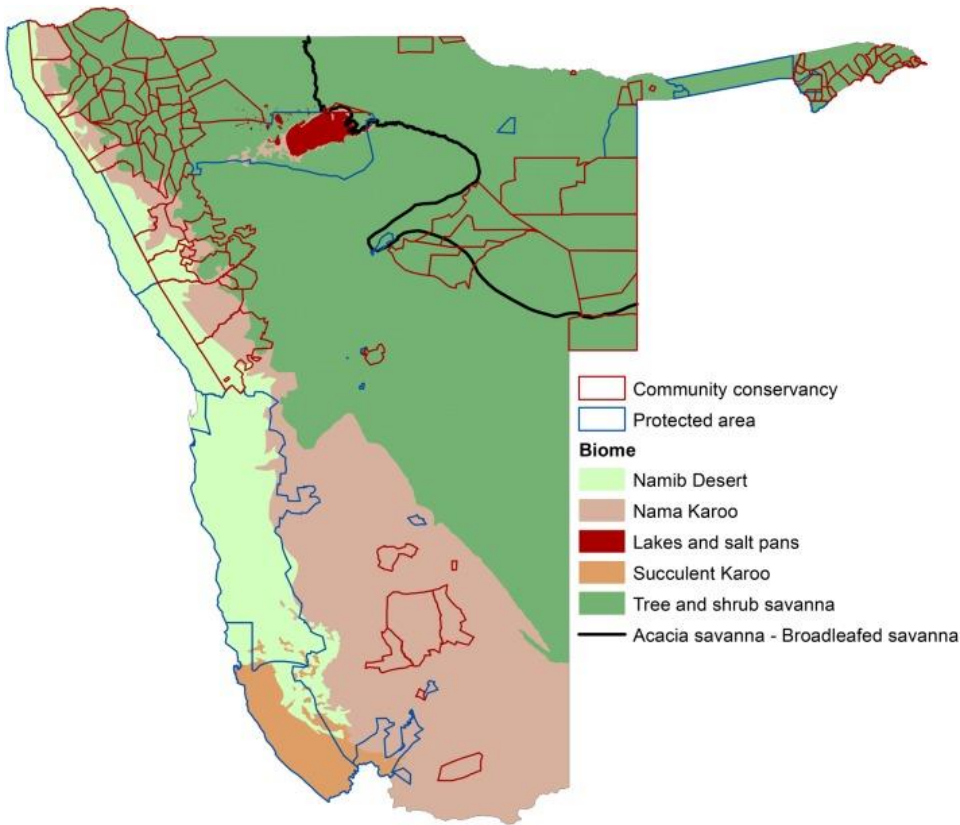 Community conservancy
Protected area
Biome
Namib Desert
Nama Karoo
Lakes and salt pans
Succulent Karoo
Tree and shrub savanna
Acacia savanna - Broadleafed savanna